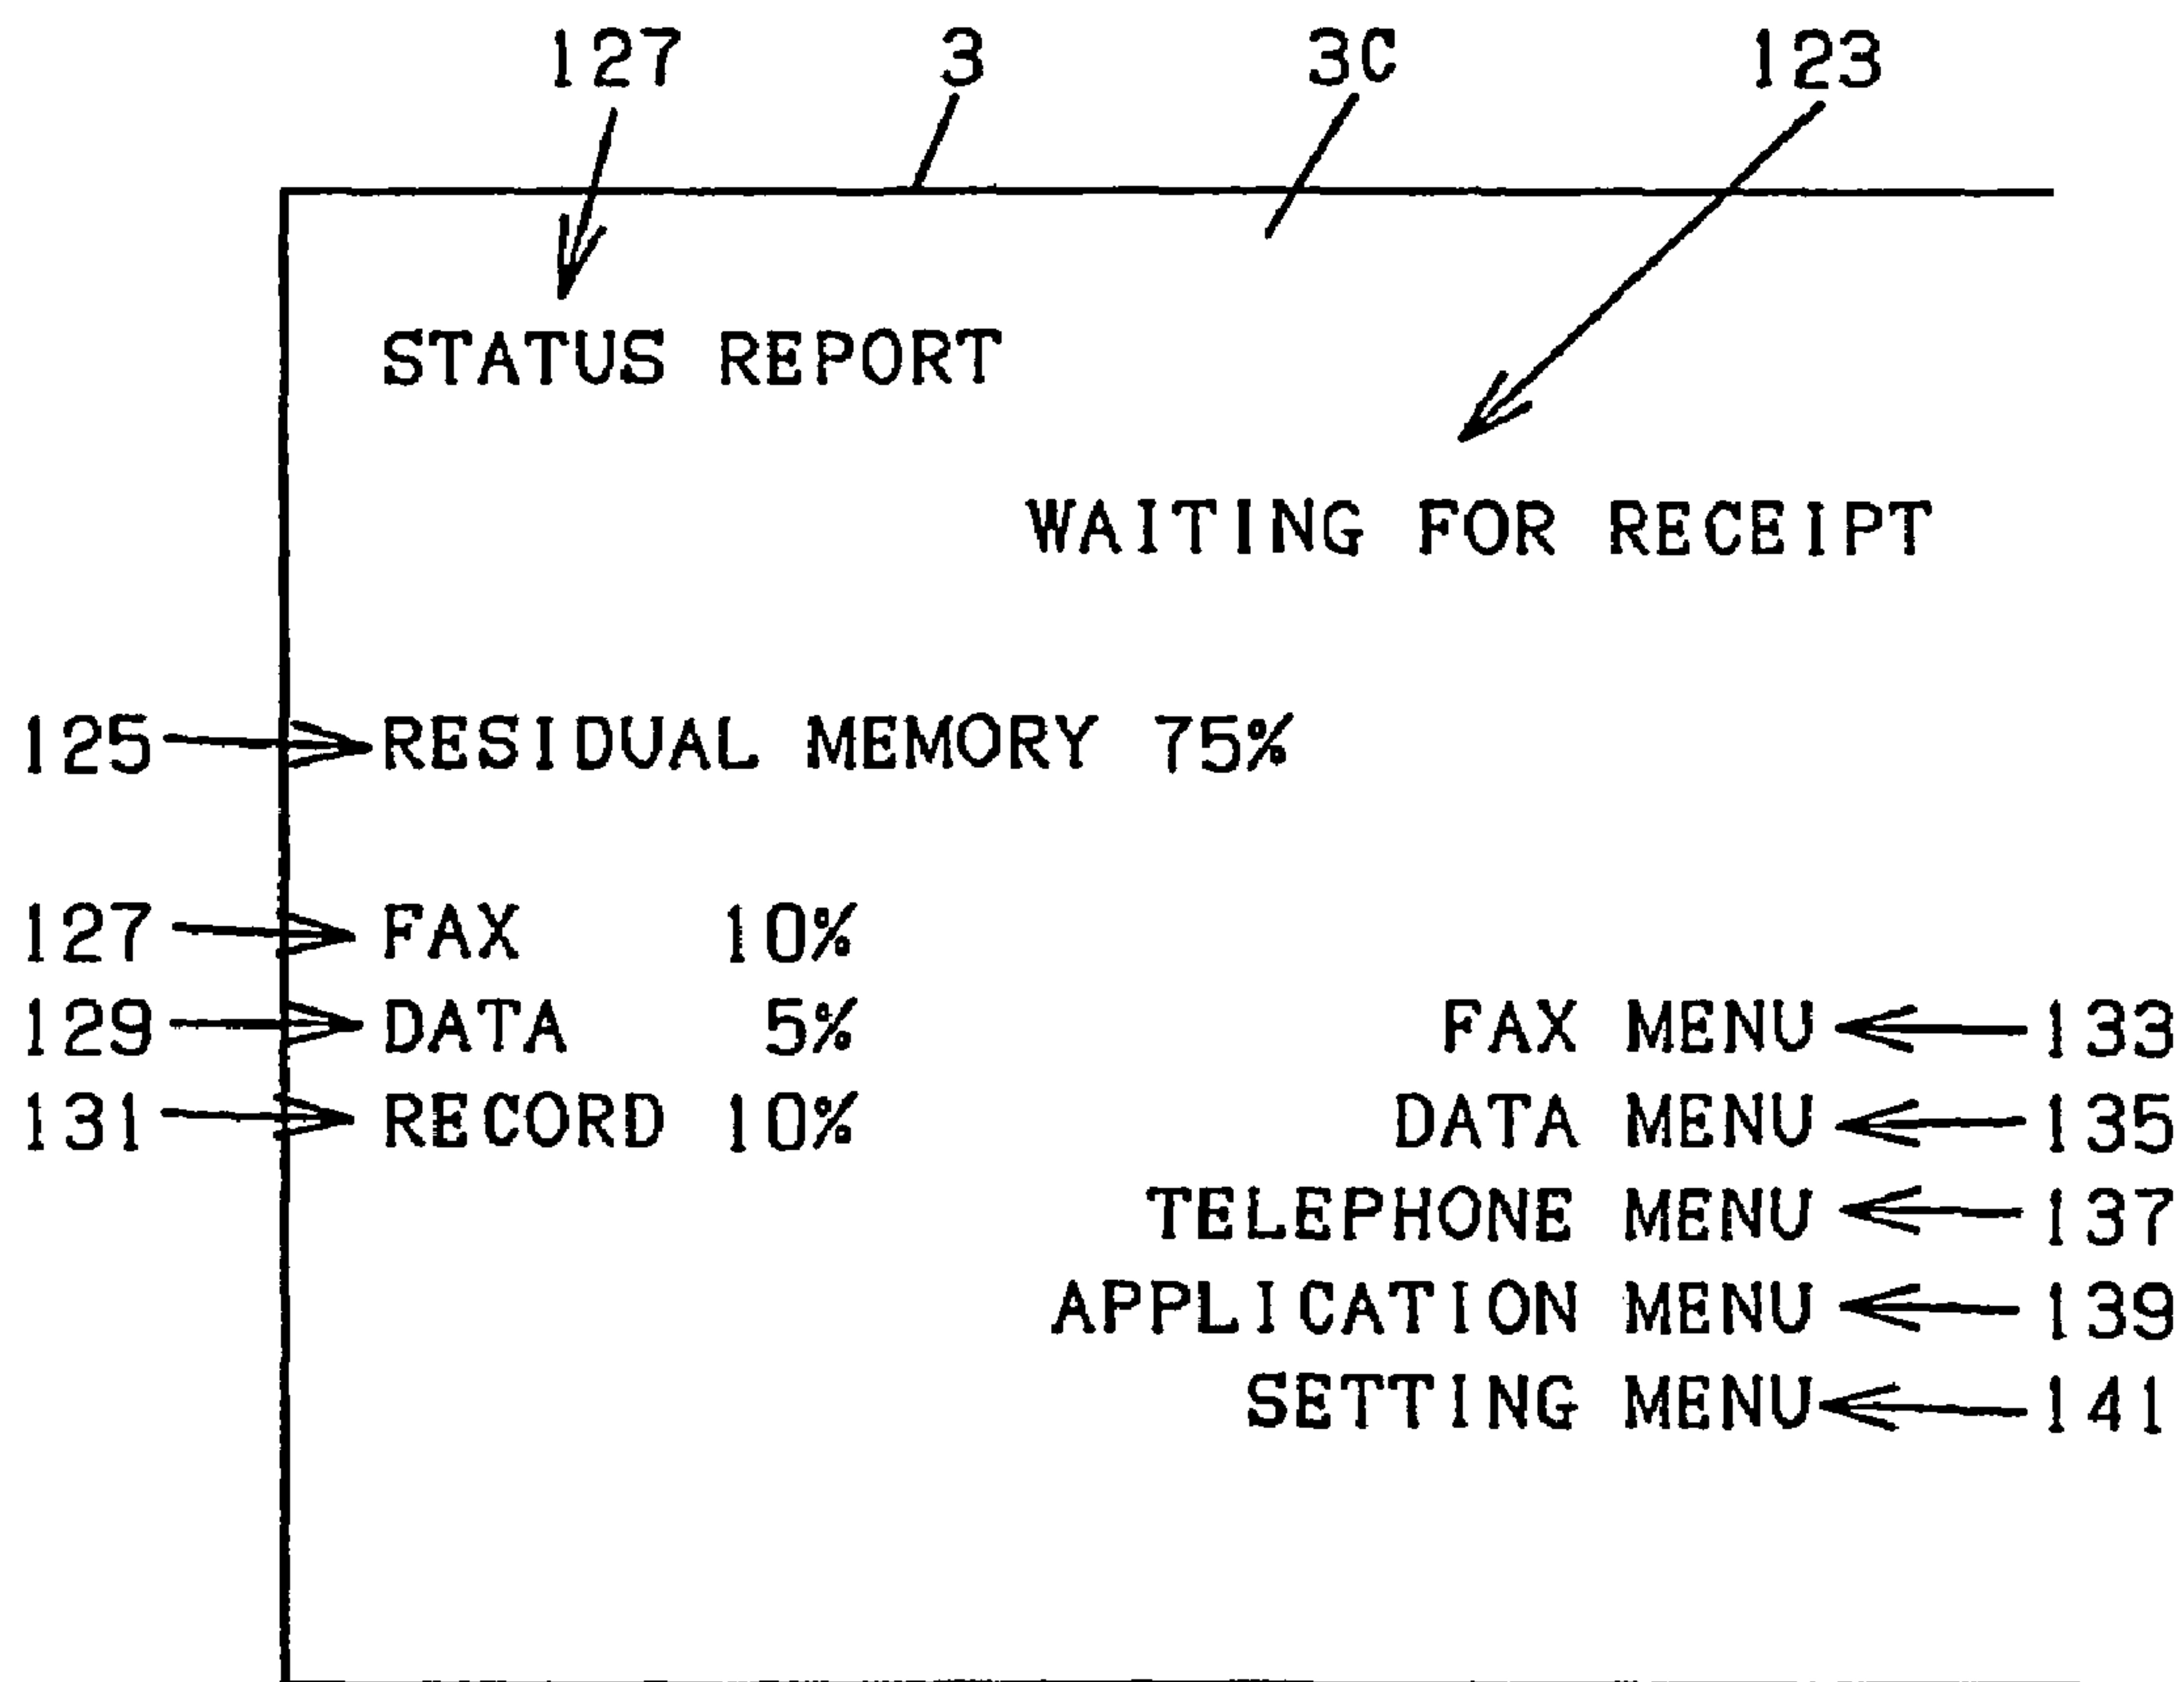 127 3 3C 123
STATUS REPORT
WAITING FOR RECEIPT
125 RESIDUAL MEMORY 75%
127 FAX 10%
129 DATA 5% FAX MENU 133
131 RECORD 10% DATA MENU 135
TELEPHONE MENU 137
APPLICATION MENU 139
SETTING MENU 141